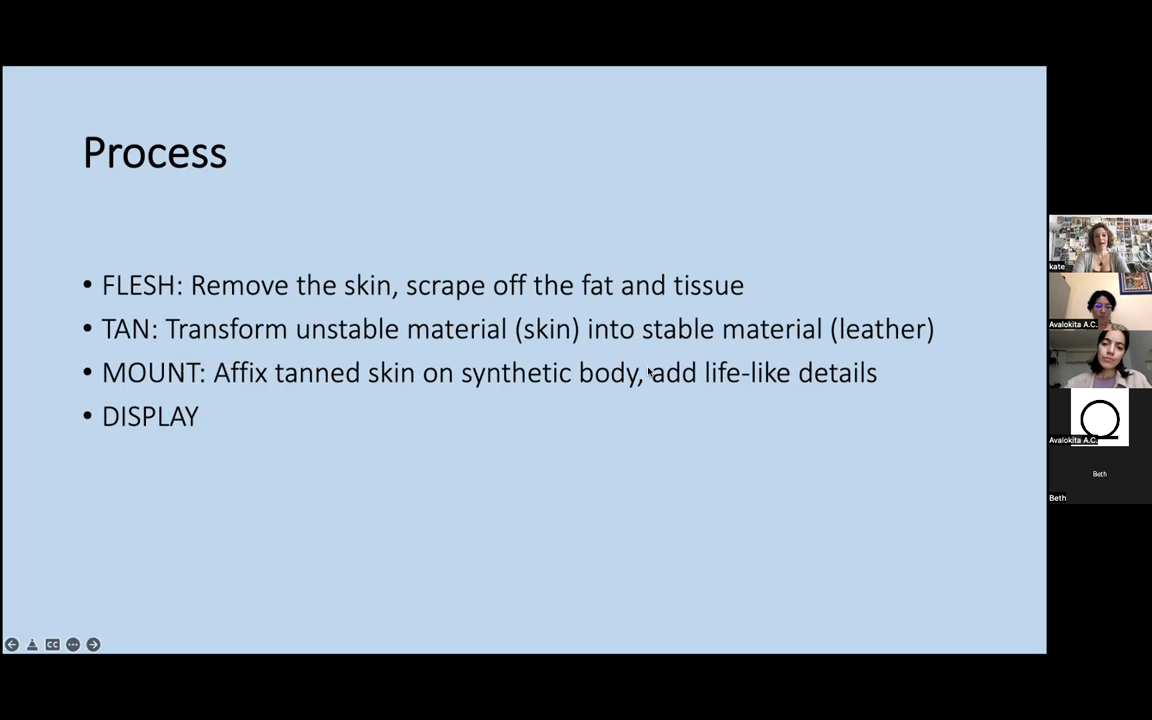 Process
• FLESH: Remove the skin, scrape off the fat and tissue
• TAN: Transform unstable material (skin) into stable material (leather)
• MOUNT: Affix tanned skin on synthetic body, add life-like details
• DISPLAY
kate
Avalokita A.C.
Avalokita A.C.
Beth
Beth
CC